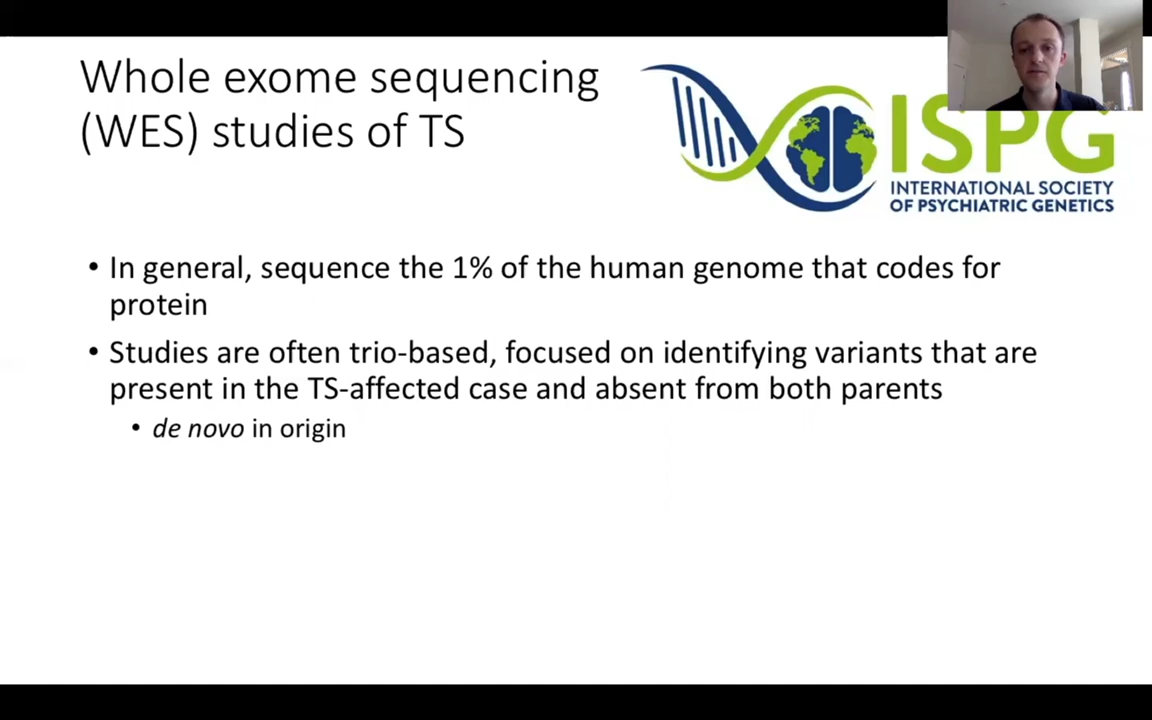 Whole exome sequencing
(WES) studies of TS
ISPG
INTERNATIONAL SOCIETY
OF PSYCHIATRIC GENETICS
• In general, sequence the 1% of the human genome that codes for
protein
• Studies are often trio-based, focused on identifying variants that are
present in the TS-affected case and absent from both parents
• de novo in origin